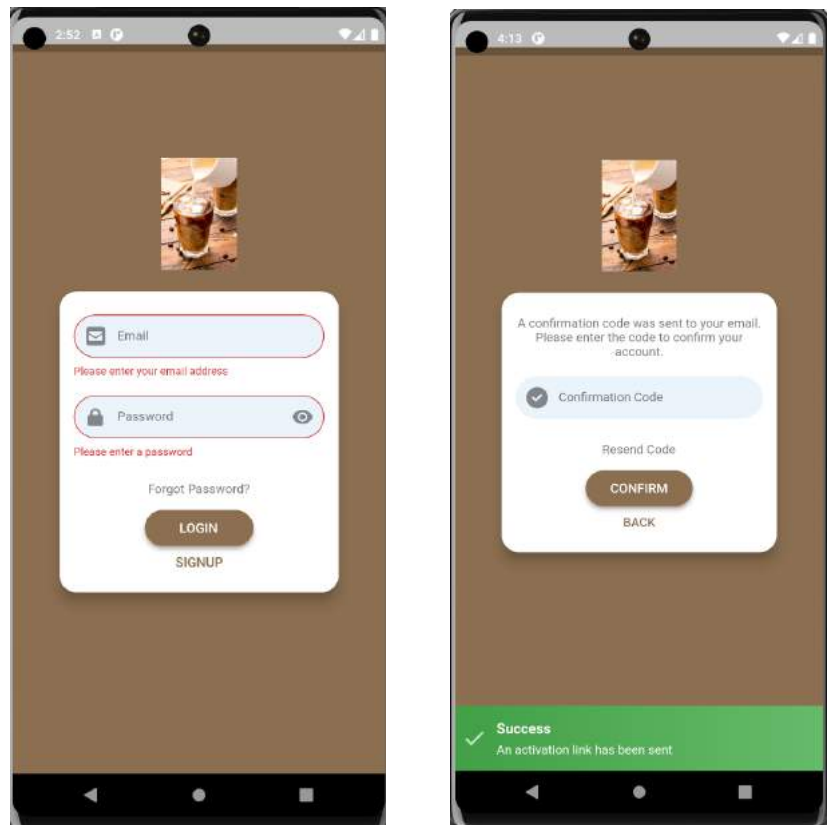 2:52
Email
Please enter your email address
Password
Please enter a password
Forgot Password?
LOGIN
SIGNUP
4:13
A confirmation code was sent to your email.
Please enter the code to confirm your
account.
Confirmation Code
Resend Code
CONFIRM
BACK
Success
An activation link has been sent